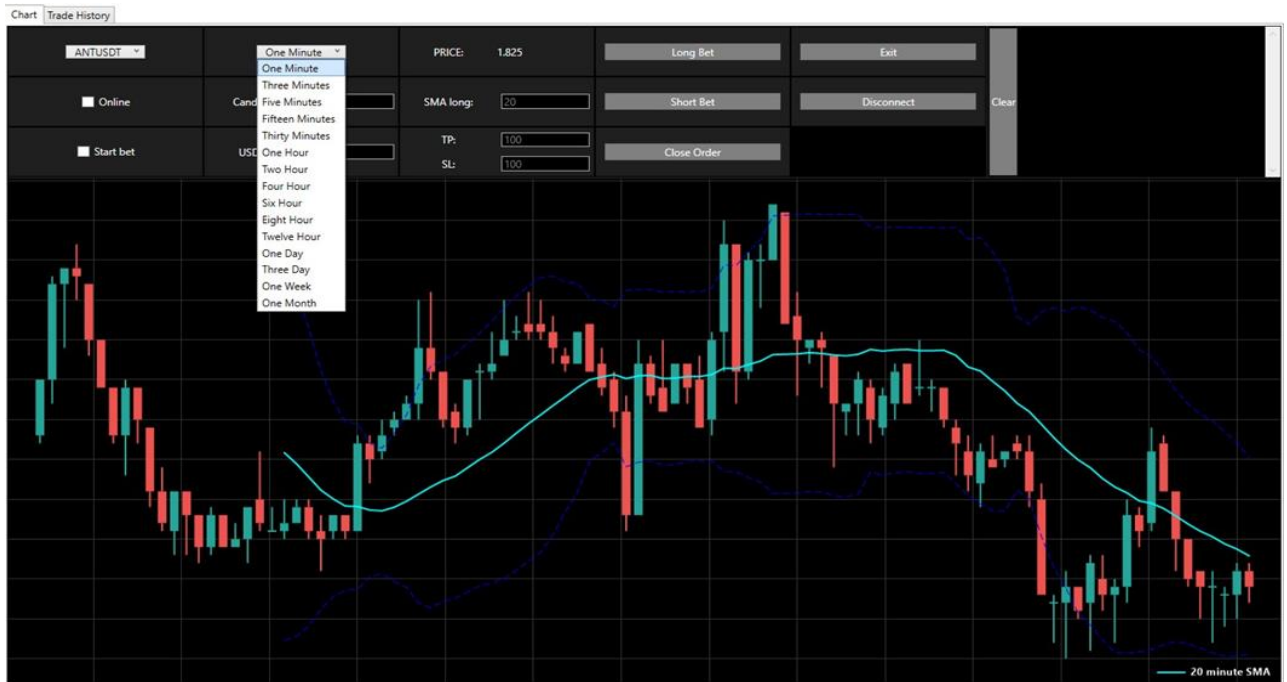 Chart Trade History
ANTUSDT One Minute PRICE: 1.825 Long Bet Exit
One Minute
Three Minutes
Online Cand Five Minutes SMA long: 20 Short Bet Disconnect Clear
Fifteen Minutes
Thirty Minutes TP: 100
Start bet USD One Hour Close Order
Two Hour SL: 100
Four Hour
Six Hour
Eight Hour
Twelve Hour
One Day
Three Day
One Week
One Month
20 minute SMA